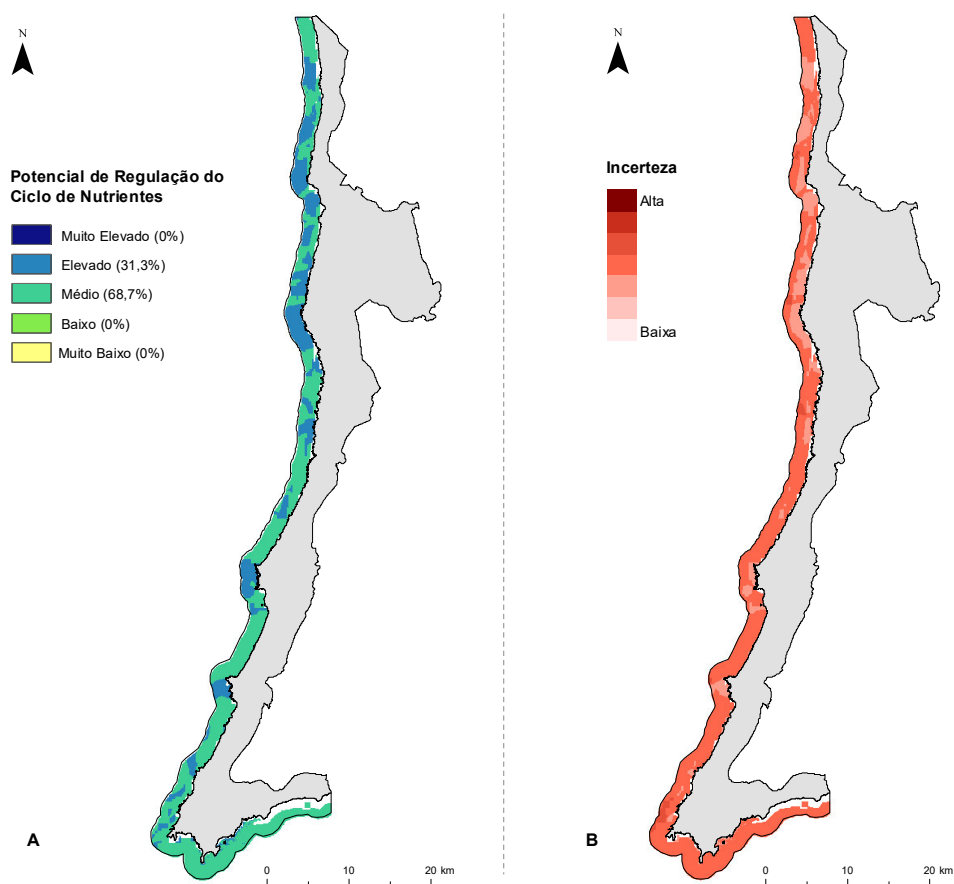 N
Potencial de Regulação do
Ciclo de Nutrientes
Muito Elevado (0%)
Elevado (31,3%)
Médio (68,7%)
Baixo (0%)
Muito Baixo (0%)
A
0 10 20 km
N
Incerteza
Alta
Baixa
B
0 10 20 km